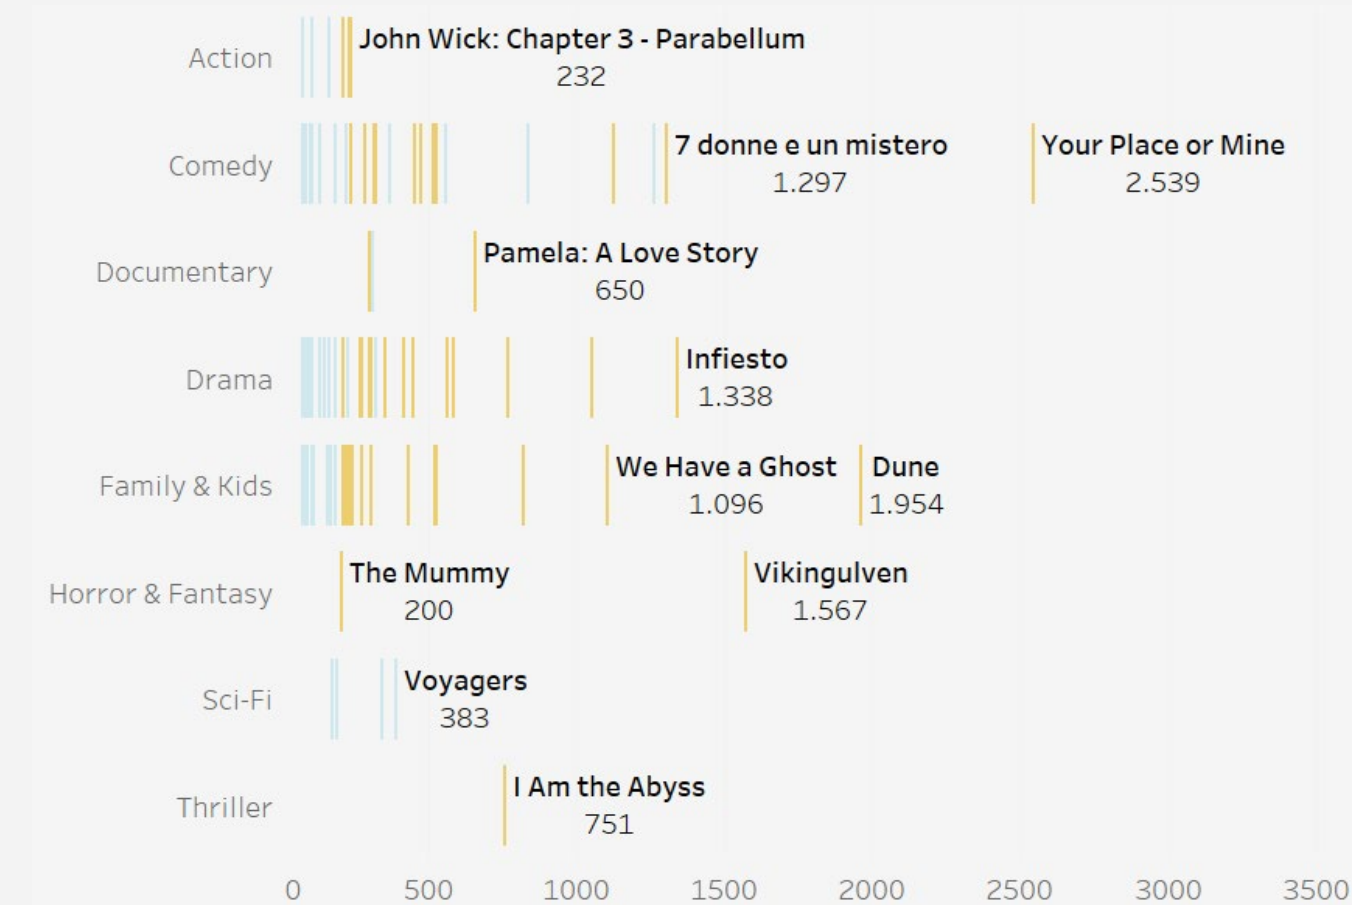 Action
John Wick: Chapter 3 - Parabellum
232
Comedy
7 donne e un mistero
1.297
Your Place or Mine
2.539
Documentary
Pamela: A Love Story
650
Drama
Infiesto
1.338
Family & Kids
We Have a Ghost
1.096
Dune
1.954
Horror & Fantasy
The Mummy
200
Vikingulven
1.567
Sci-Fi
Voyagers
383
Thriller
I Am the Abyss
751
0 500 1000 1500 2000 2500 3000 3500